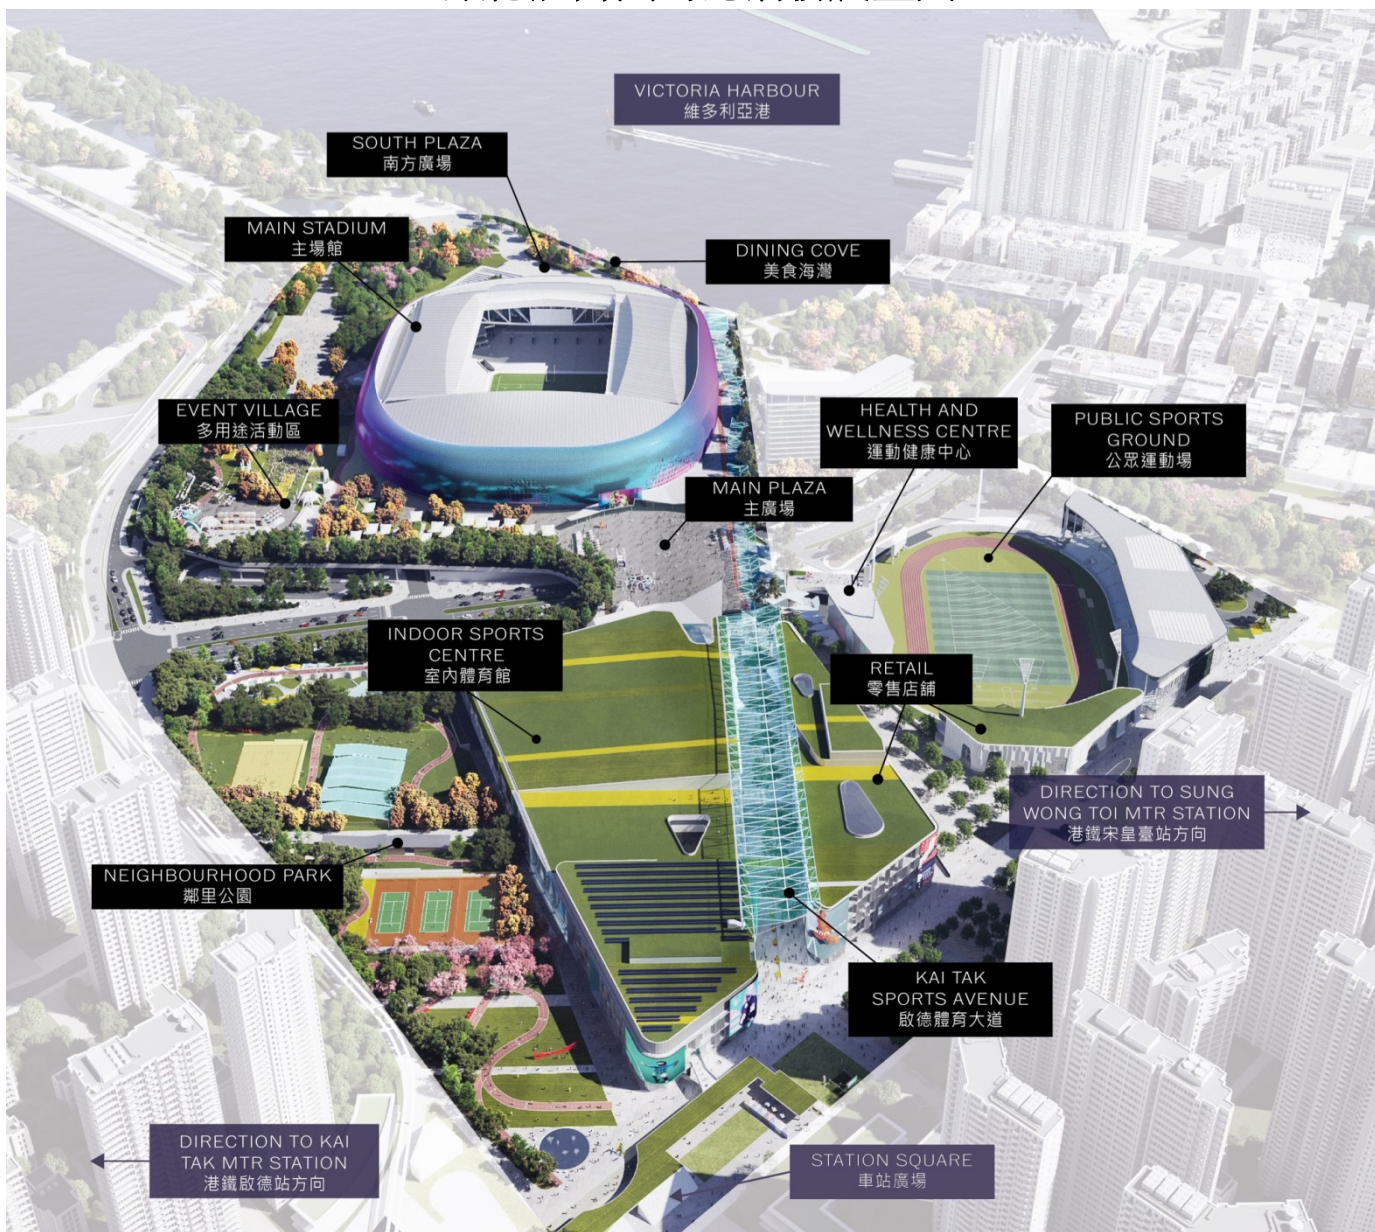 VICTORIA HARBOUR
維多利亞港
SOUTH PLAZA
南方廣場
MAIN STADIUM
主場館
DINING COVE
美食海灣
EVENT VILLAGE
多用途活動區
HEALTH AND
WELLNESS CENTRE
運動健康中心
PUBLIC SPORTS
GROUND
公眾運動場
MAIN PLAZA
主廣場
INDOOR SPORTS
CENTRE
室內體育館
RETAIL
零售店舖
DIRECTION TO SUNG
WONG TOI MTR STATION
港鐵宋皇臺站方向
NEIGHBOURHOOD PARK
鄰里公園
KAI TAK
SPORTS AVENUE
啟德體育大道
DIRECTION TO KAI
TAK MTR STATION
港鐵啟德站方向
STATION SQUARE
車站廣場